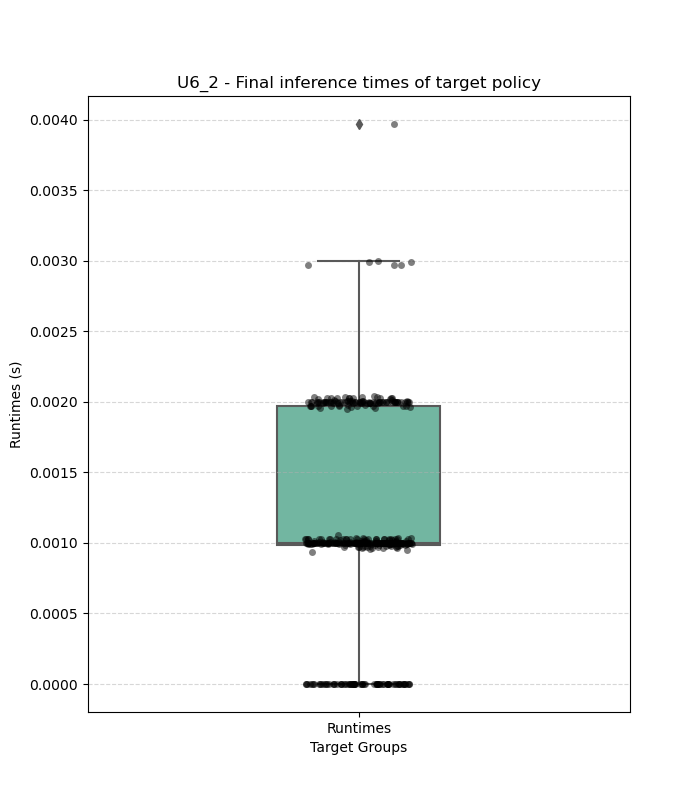 U6_2 - Final inference times of target policy
0.0040
0.0035
0.0030
0.0025
0.0020
0.0015
0.0010
0.0005
0.0000
Runtimes (s)
Runtimes
Target Groups